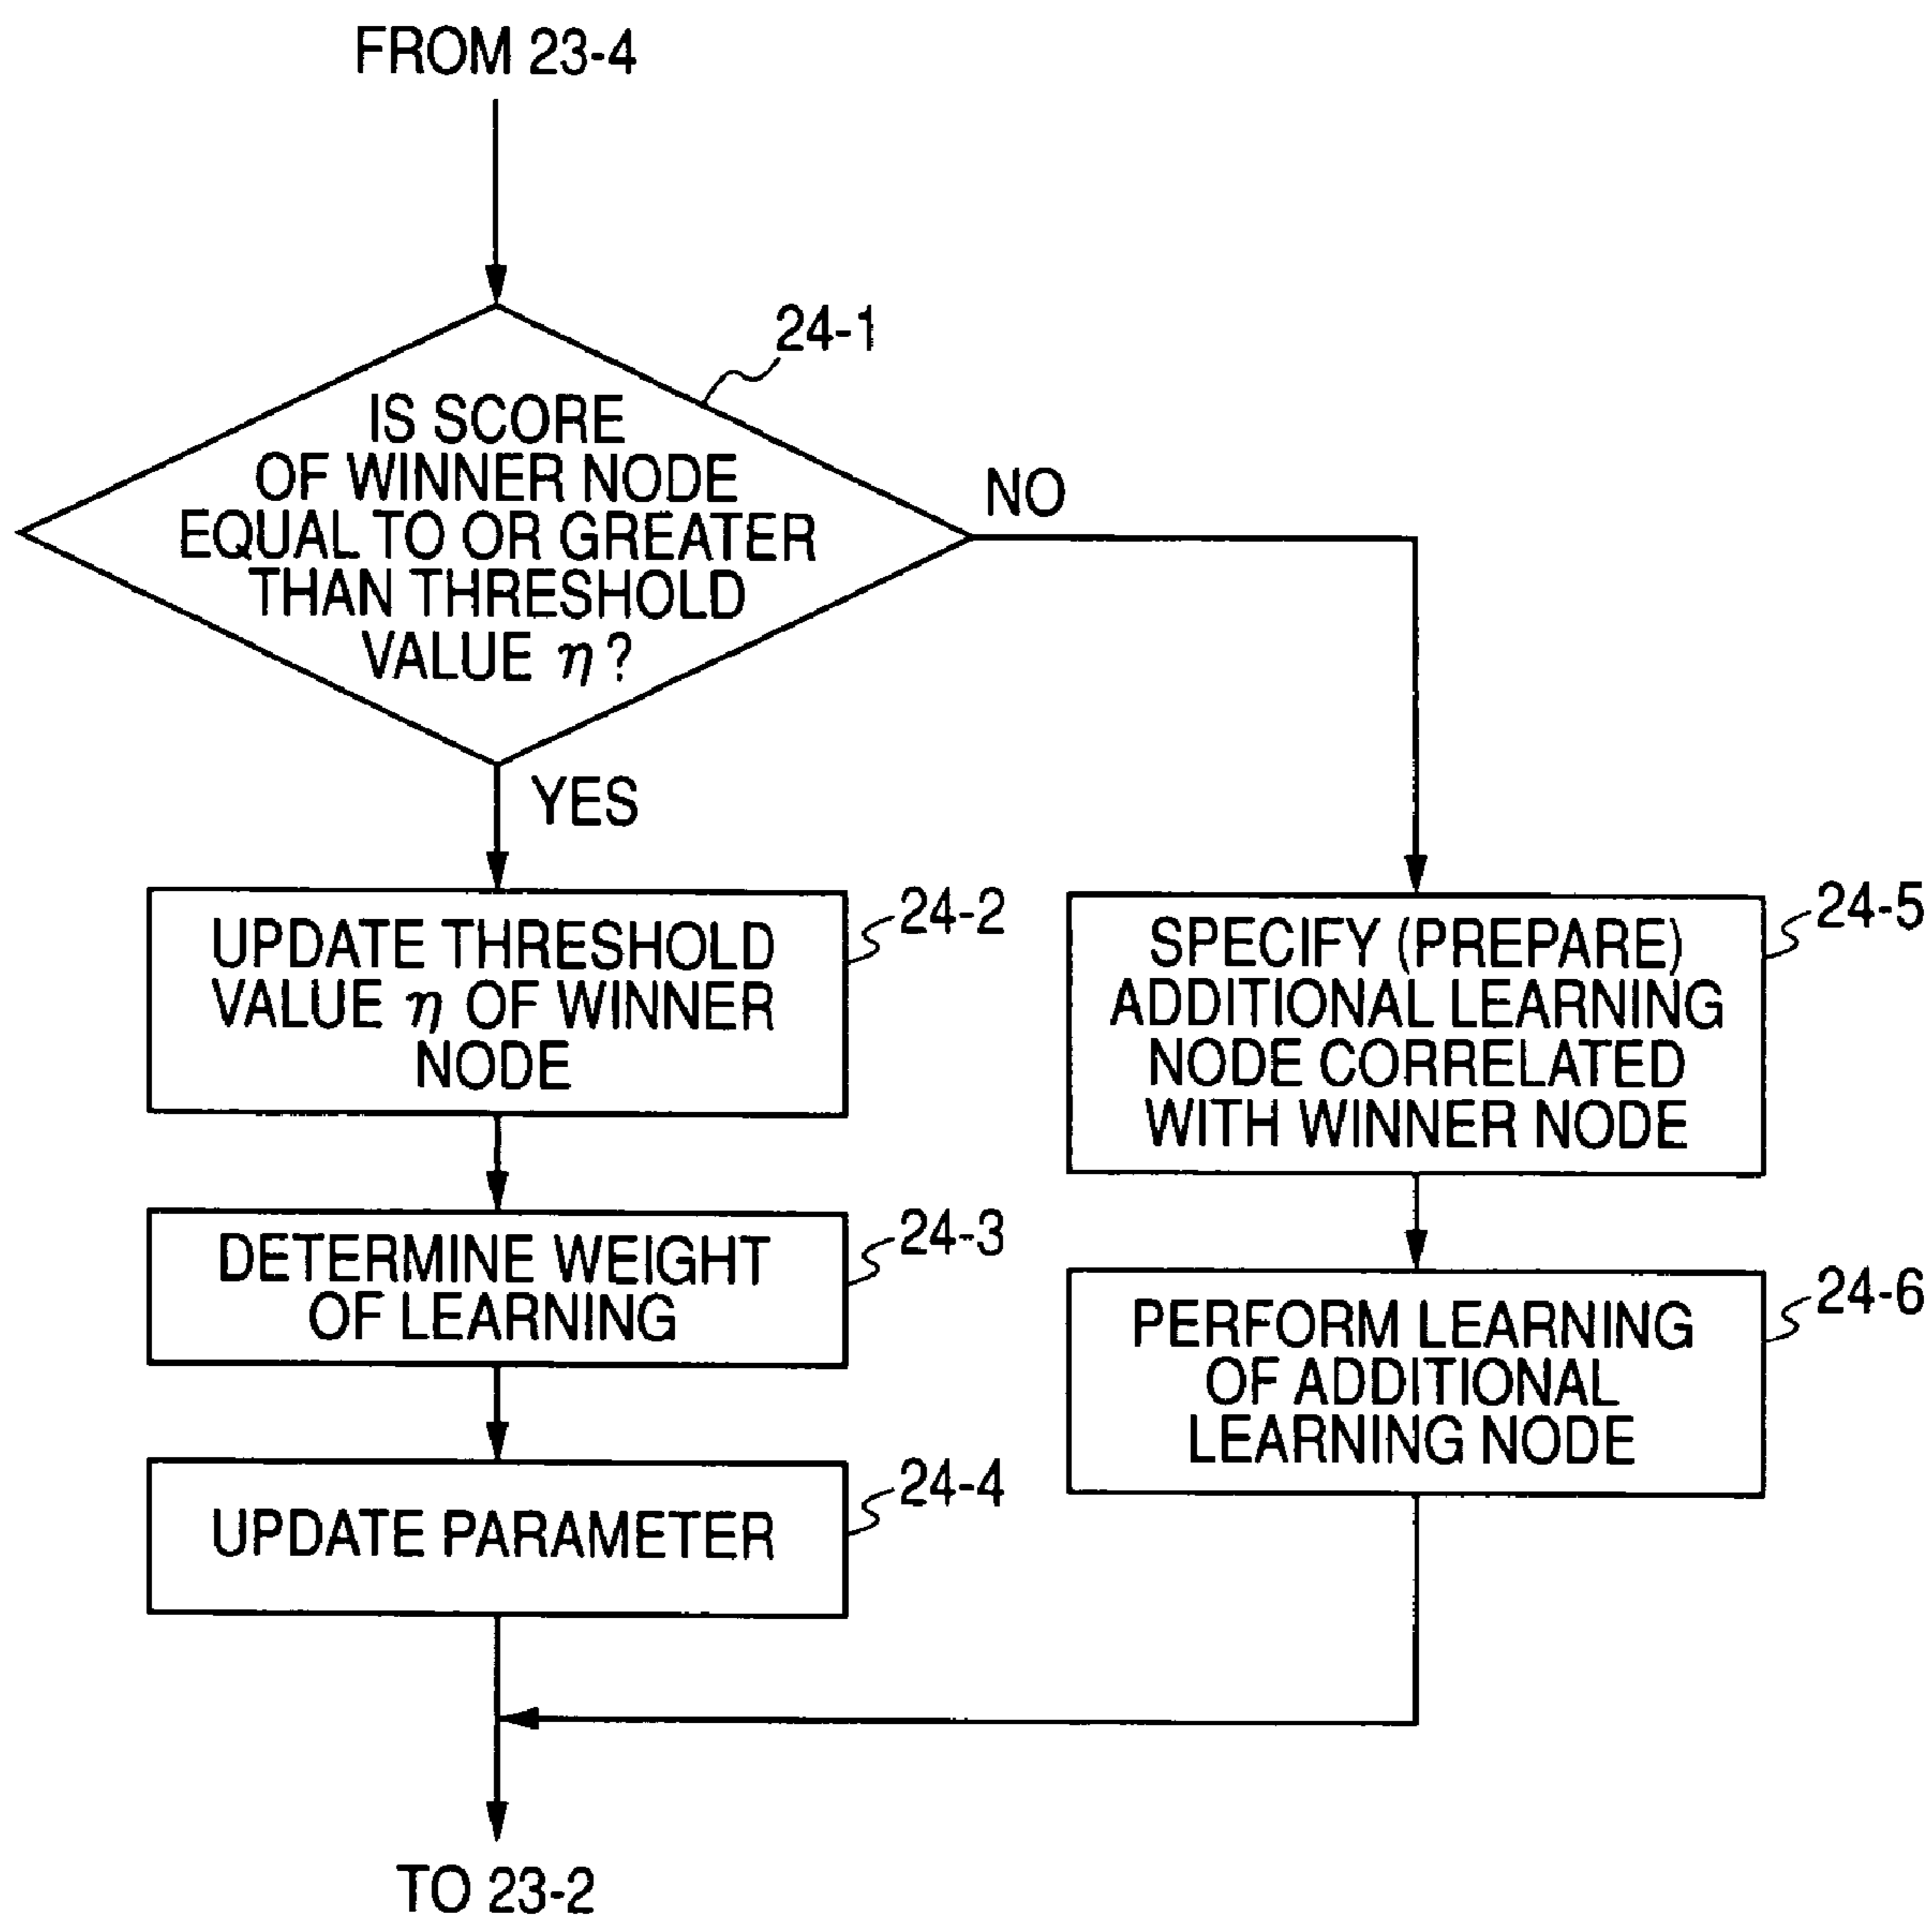 FROM 23-4
24-1
IS SCORE
OF WINNER NODE
EQUAL TO OR GREATER
THAN THRESHOLD
VALUE η?
NO
YES
24-2
UPDATE THRESHOLD
VALUE η OF WINNER
NODE
24-3
DETERMINE WEIGHT
OF LEARNING
24-4
UPDATE PARAMETER
24-5
SPECIFY (PREPARE)
ADDITIONAL LEARNING
NODE CORRELATED
WITH WINNER NODE
24-6
PERFORM LEARNING
OF ADDITIONAL
LEARNING NODE
TO 23-2